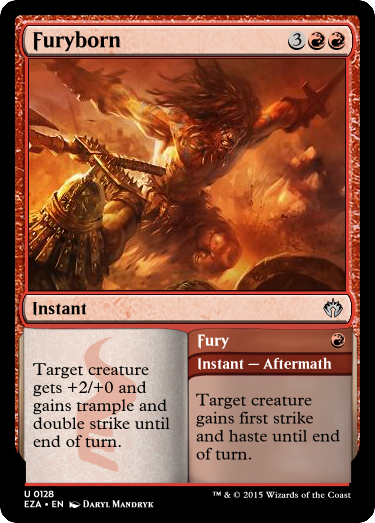 Furyborn 3
Instant
Target creature
gets +2/+0 and
gains trample and
double strike until
end of turn.
Fury
Instant — Aftermath
Target creature
gains first strike
and haste until end
of turn.
U 0128
EZA • EN Daryl Mandryk
™ & © 2015 Wizards of the Coast